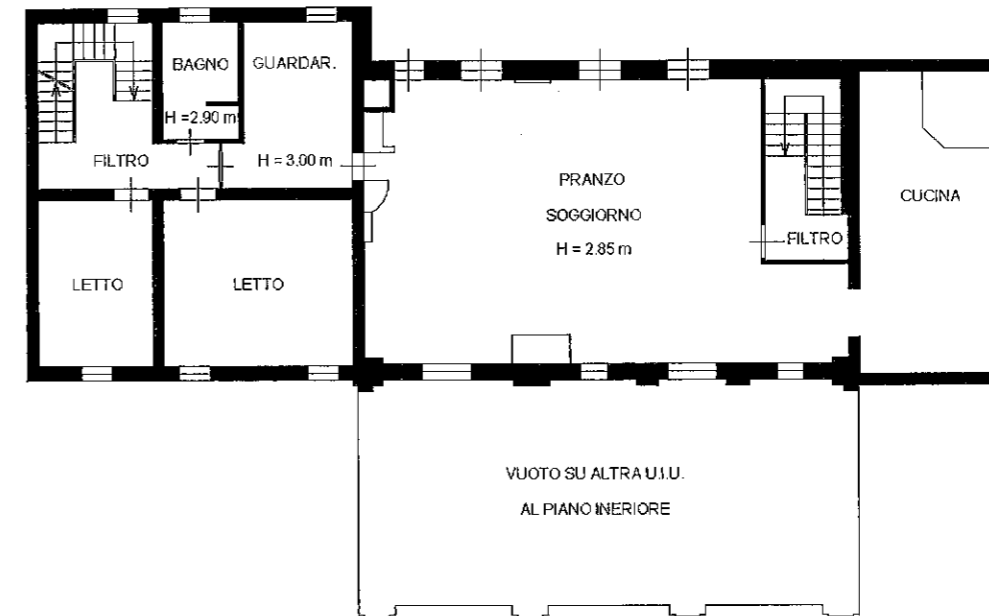 BAGNO
GUARDAR.
H =2.90 m
FILTRO
H = 3.00 m
PRANZO
SOGGIORNO
H = 2.85 m
CUCINA
FILTRO
LETTO
LETTO
VUOTO SU ALTRA U.I.U.
AL PIANO INERIORE